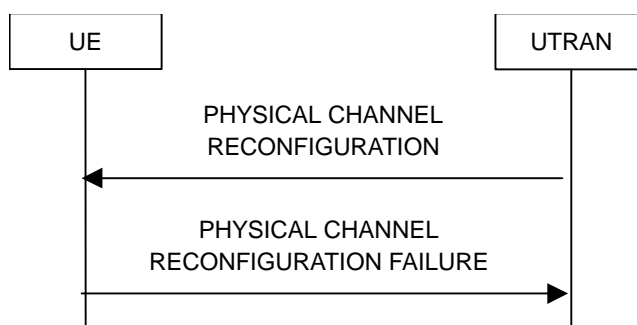 UE
UTRAN
PHYSICAL CHANNEL
RECONFIGURATION
PHYSICAL CHANNEL
RECONFIGURATION FAILURE